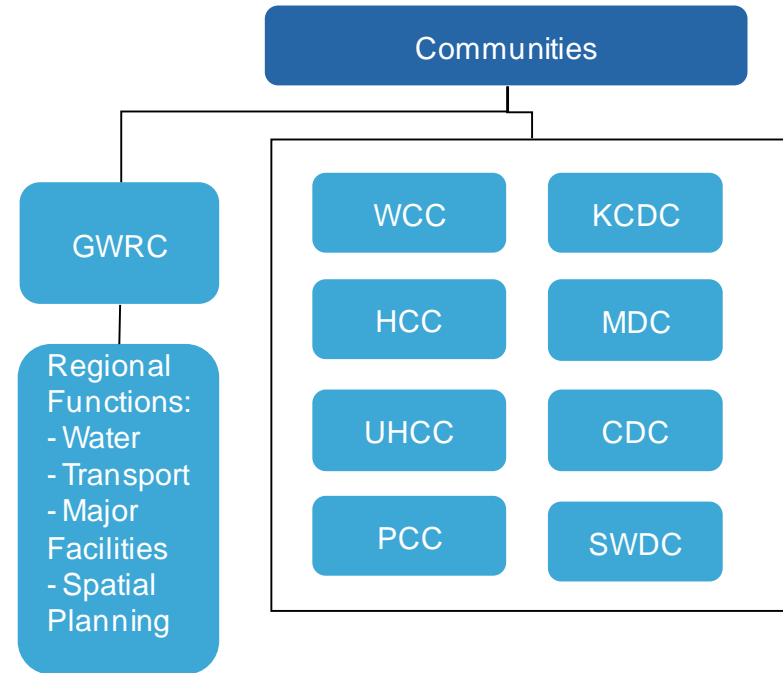 Communities
GWRC
Regional
Functions:
- Water
- Transport
- Major
Facilities
- Spatial
Planning
WCC
KCDC
HCC
MDC
UHCC
CDC
PCC
SWDC